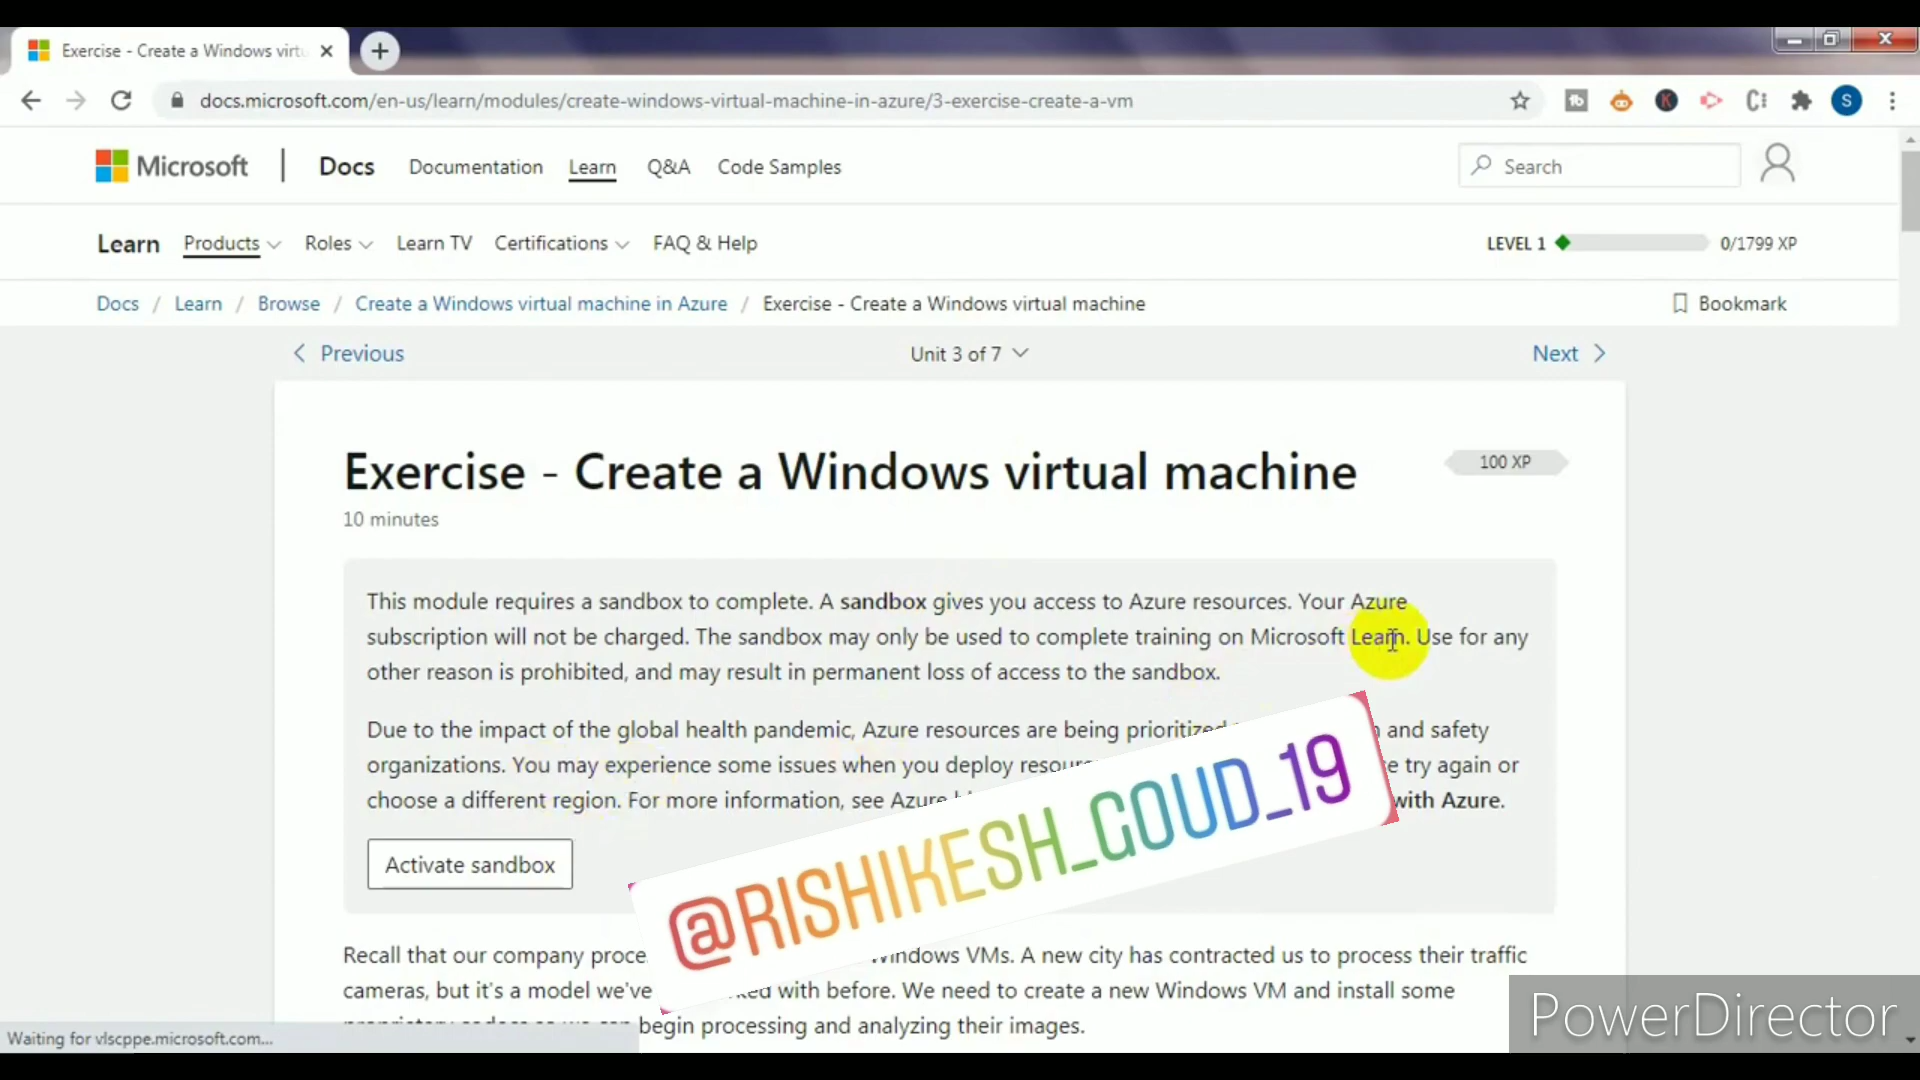 Exercise - Create a Windows virtu
docs.microsoft.com/en-us/learn/modules/create-windows-virtual-machine-in-azure/3-exercise-create-a-vm
S
Microsoft | Docs Documentation Learn Q&A Code Samples Search
Learn Products Roles Learn TV Certifications FAQ & Help LEVEL 1 0/1799 XP
Docs / Learn / Browse / Create a Windows virtual machine in Azure / Exercise - Create a Windows virtual machine Bookmark
Previous Unit 3 of 7 Next
Exercise - Create a Windows virtual machine 100 XP
10 minutes
This module requires a sandbox to complete. A sandbox gives you access to Azure resources. Your Azure
subscription will not be charged. The sandbox may only be used to complete training on Microsoft Learn. Use for any
other reason is prohibited, and may result in permanent loss of access to the sandbox.
Due to the impact of the global health pandemic, Azure resources are being prioritized and safety
organizations. You may experience some issues when you deploy try again or
choose a different region. For more information, see Azure with Azure.
Activate sandbox
@RISHIKESH_GOUD_19
Recall that our company Windows VMs. A new city has contracted us to process their traffic
cameras, but it's a model we've with before. We need to create a new Windows VM and install some
begin processing and analyzing their images.
Waiting for vlscppe.microsoft.com...
PowerDirector